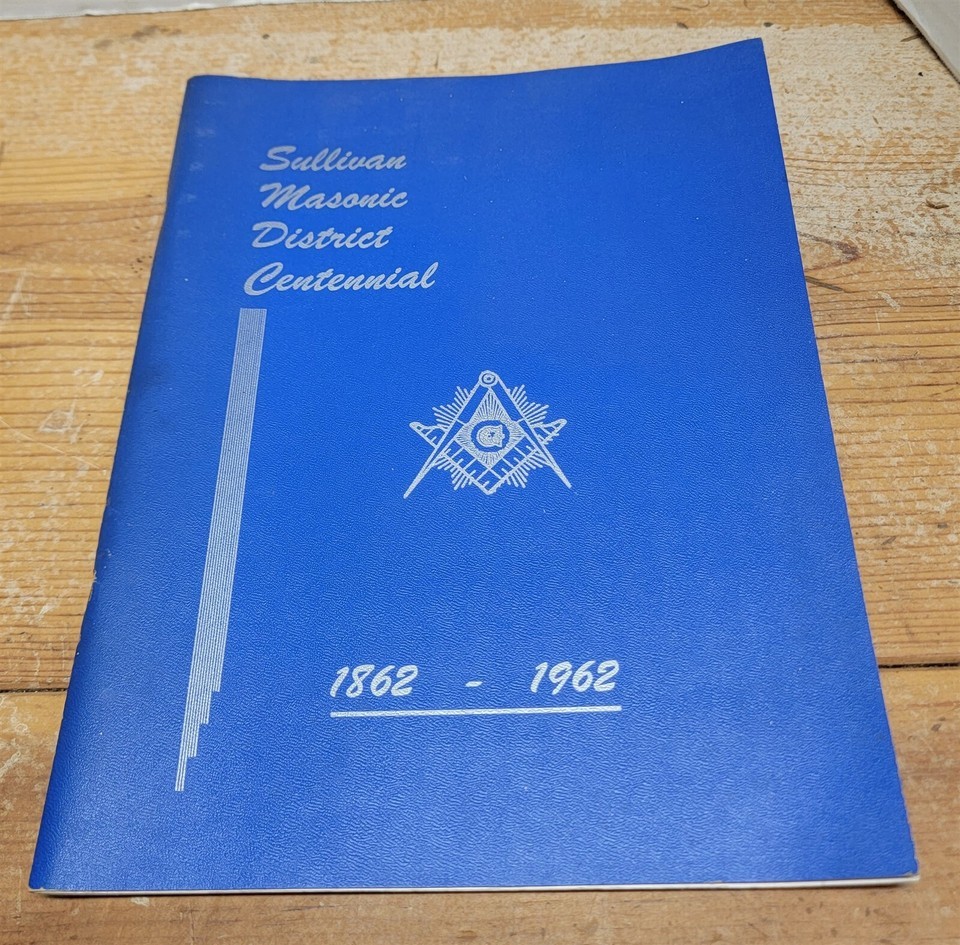 Sullivan
Masonic
District
Centennial
G
1862 - 1962